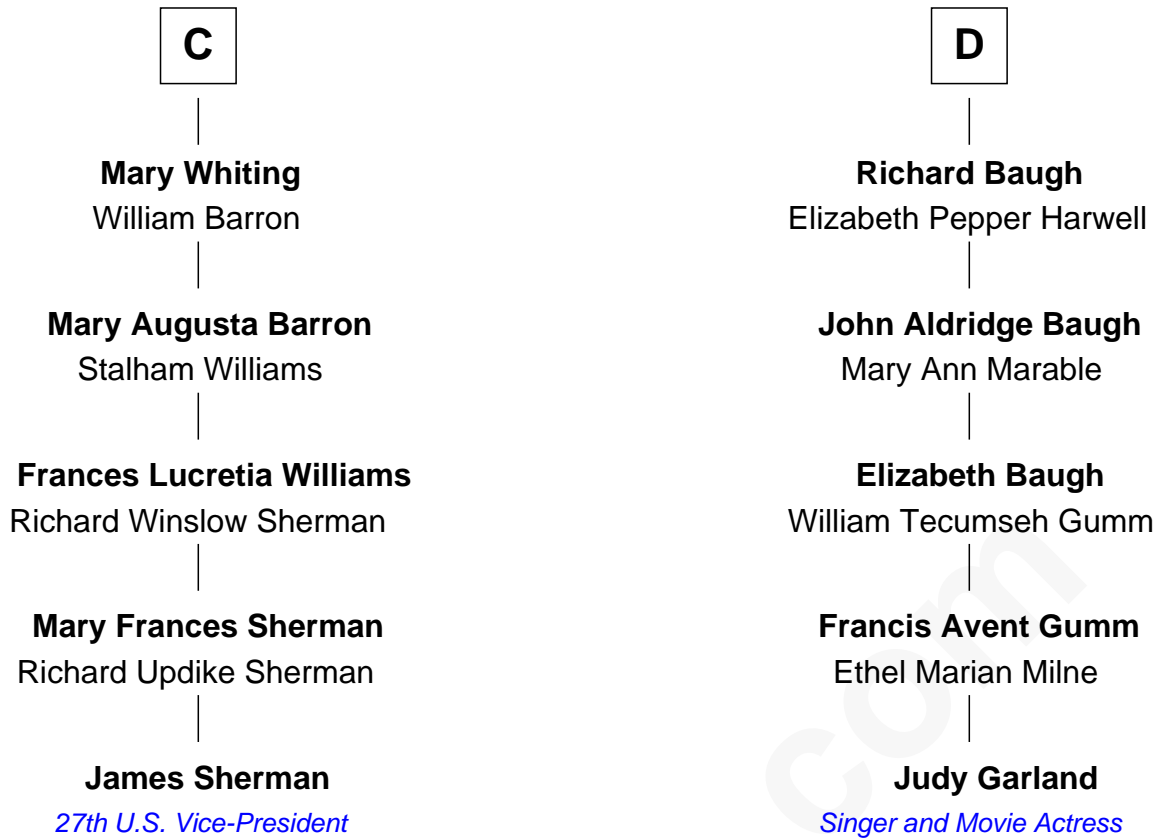 C
Mary Whiting
William Barron
Mary Augusta Barron
Stalham Williams
Frances Lucretia Williams
Richard Winslow Sherman
Mary Frances Sherman
Richard Updike Sherman
James Sherman
27th U.S. Vice-President
D
Richard Baugh
Elizabeth Pepper Harwell
John Aldridge Baugh
Mary Ann Marable
Elizabeth Baugh
William Tecumseh Gumm
Francis Avent Gumm
Ethel Marian Milne
Judy Garland
Singer and Movie Actress
com